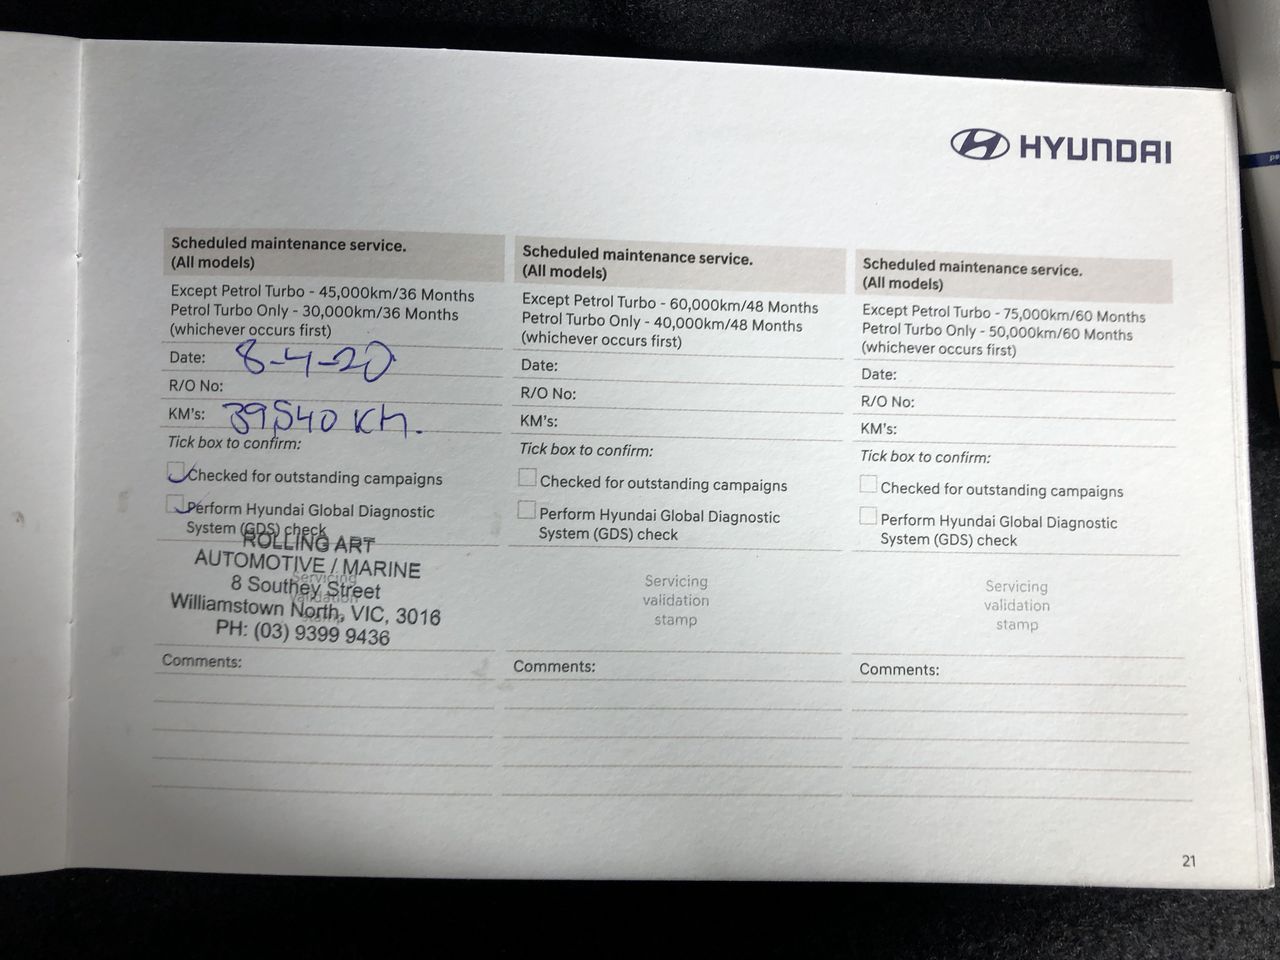 HYUNDAI
Scheduled maintenance service.
(All models)
Except Petrol Turbo - 45,000km/36 Months
Petrol Turbo Only - 30,000km/36 Months
(whichever occurs first)
Date: 8-4-20
R/O No:
KM's: 39,540 KM.
Tick box to confirm:
Checked for outstanding campaigns
Perform Hyundai Global Diagnostic
System (GDS) check
ROLLING ART
AUTOMOTIVE / MARINE
8 Southey Street
Williamstown North, VIC, 3016
PH: (03) 9399 9436
Servicing
validation
stamp
Comments:
Scheduled maintenance service.
(All models)
Except Petrol Turbo - 60,000km/48 Months
Petrol Turbo Only - 40,000km/48 Months
(whichever occurs first)
Date:
R/O No:
KM's:
Tick box to confirm:
Checked for outstanding campaigns
Perform Hyundai Global Diagnostic
System (GDS) check
Servicing
validation
stamp
Comments:
Scheduled maintenance service.
(All models)
Except Petrol Turbo - 75,000km/60 Months
Petrol Turbo Only - 50,000km/60 Months
(whichever occurs first)
Date:
R/O No:
KM's:
Tick box to confirm:
Checked for outstanding campaigns
Perform Hyundai Global Diagnostic
System (GDS) check
Servicing
validation
stamp
Comments:
21